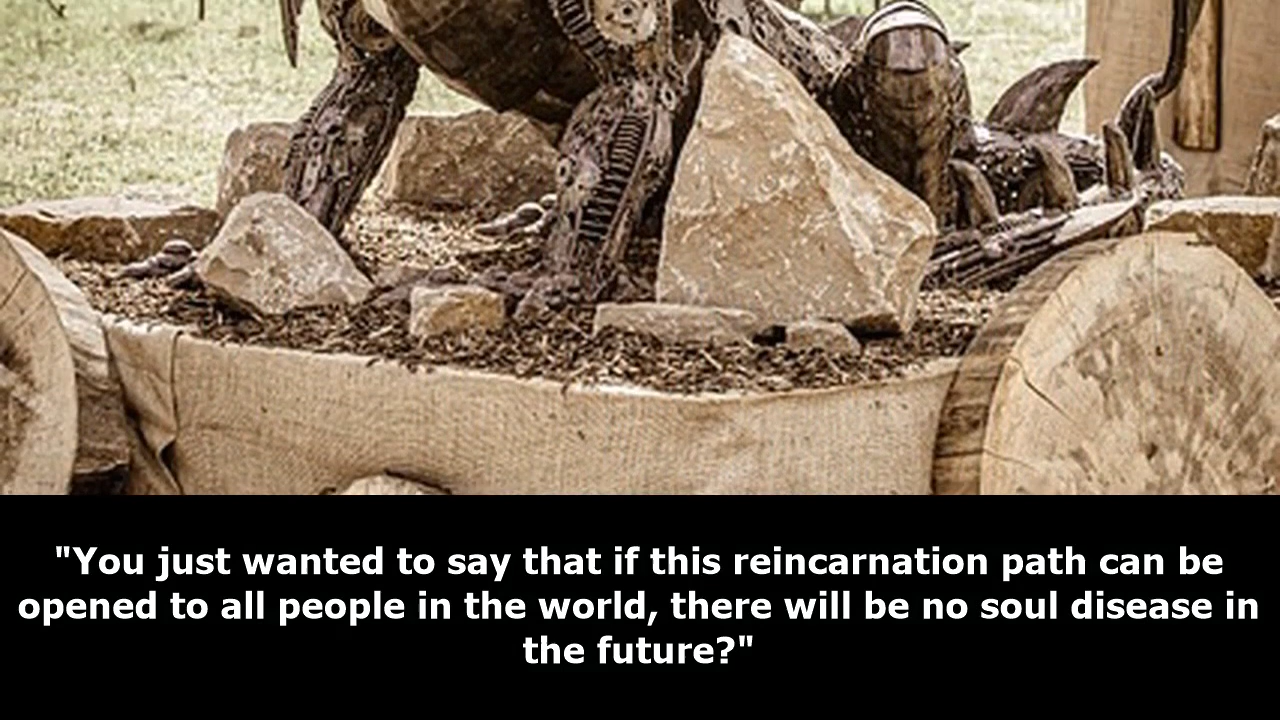 "You just wanted to say that if this reincarnation path can be
opened to all people in the world, there will be no soul disease in
the future?"